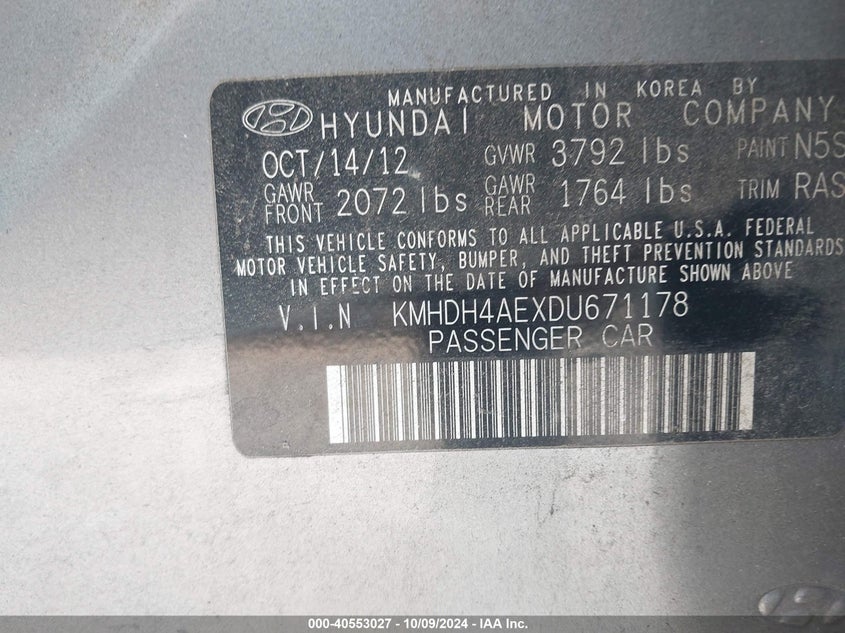 MANUFACTURED IN KOREA BY
HYUNDAI MOTOR COMPANY
OCT/14/12 GVWR 3792 lbs PAINT N5S
GAWR FRONT 2072 lbs GAWR REAR 1764 lbs TRIM RAS
THIS VEHICLE CONFORMS TO ALL APPLICABLE U.S.A. FEDERAL
MOTOR VEHICLE SAFETY, BUMPER, AND THEFT PREVENTION STANDARDS
IN EFFECT ON THE DATE OF MANUFACTURE SHOWN ABOVE
V.I.N KMHDH4AEXDU671178
PASSENGER CAR
000-40553027 - 10/09/2024 - IAA Inc.